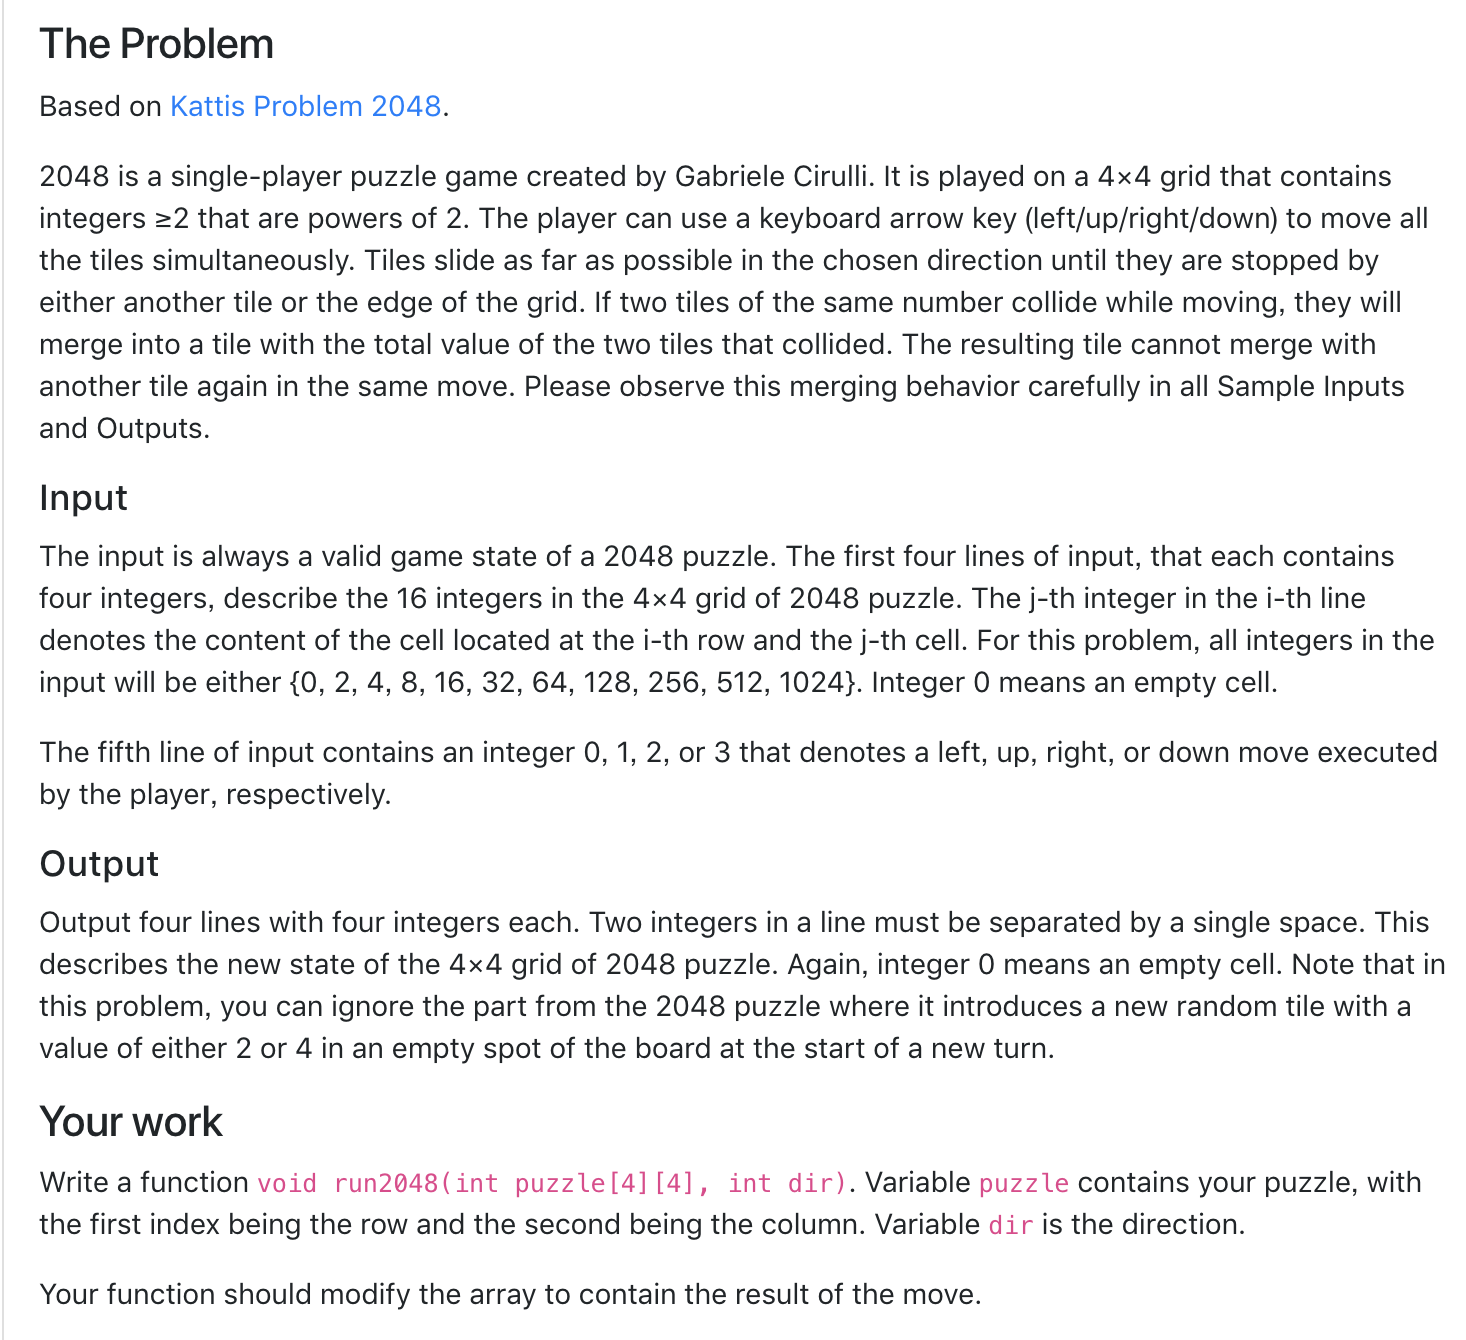 The Problem
Based on Kattis Problem 2048.
2048 is a single-player puzzle game created by Gabriele Cirulli. It is played on a 4×4 grid that contains
integers ≥2 that are powers of 2. The player can use a keyboard arrow key (left/up/right/down) to move all
the tiles simultaneously. Tiles slide as far as possible in the chosen direction until they are stopped by
either another tile or the edge of the grid. If two tiles of the same number collide while moving, they will
merge into a tile with the total value of the two tiles that collided. The resulting tile cannot merge with
another tile again in the same move. Please observe this merging behavior carefully in all Sample Inputs
and Outputs.
Input
The input is always a valid game state of a 2048 puzzle. The first four lines of input, that each contains
four integers, describe the 16 integers in the 4×4 grid of 2048 puzzle. The j-th integer in the i-th line
denotes the content of the cell located at the i-th row and the j-th cell. For this problem, all integers in the
input will be either {0, 2, 4, 8, 16, 32, 64, 128, 256, 512, 1024}. Integer 0 means an empty cell.
The fifth line of input contains an integer 0, 1, 2, or 3 that denotes a left, up, right, or down move executed
by the player, respectively.
Output
Output four lines with four integers each. Two integers in a line must be separated by a single space. This
describes the new state of the 4×4 grid of 2048 puzzle. Again, integer 0 means an empty cell. Note that in
this problem, you can ignore the part from the 2048 puzzle where it introduces a new random tile with a
value of either 2 or 4 in an empty spot of the board at the start of a new turn.
Your work
Write a function void run2048(int puzzle[4][4], int dir). Variable puzzle contains your puzzle, with
the first index being the row and the second being the column. Variable dir is the direction.
Your function should modify the array to contain the result of the move.